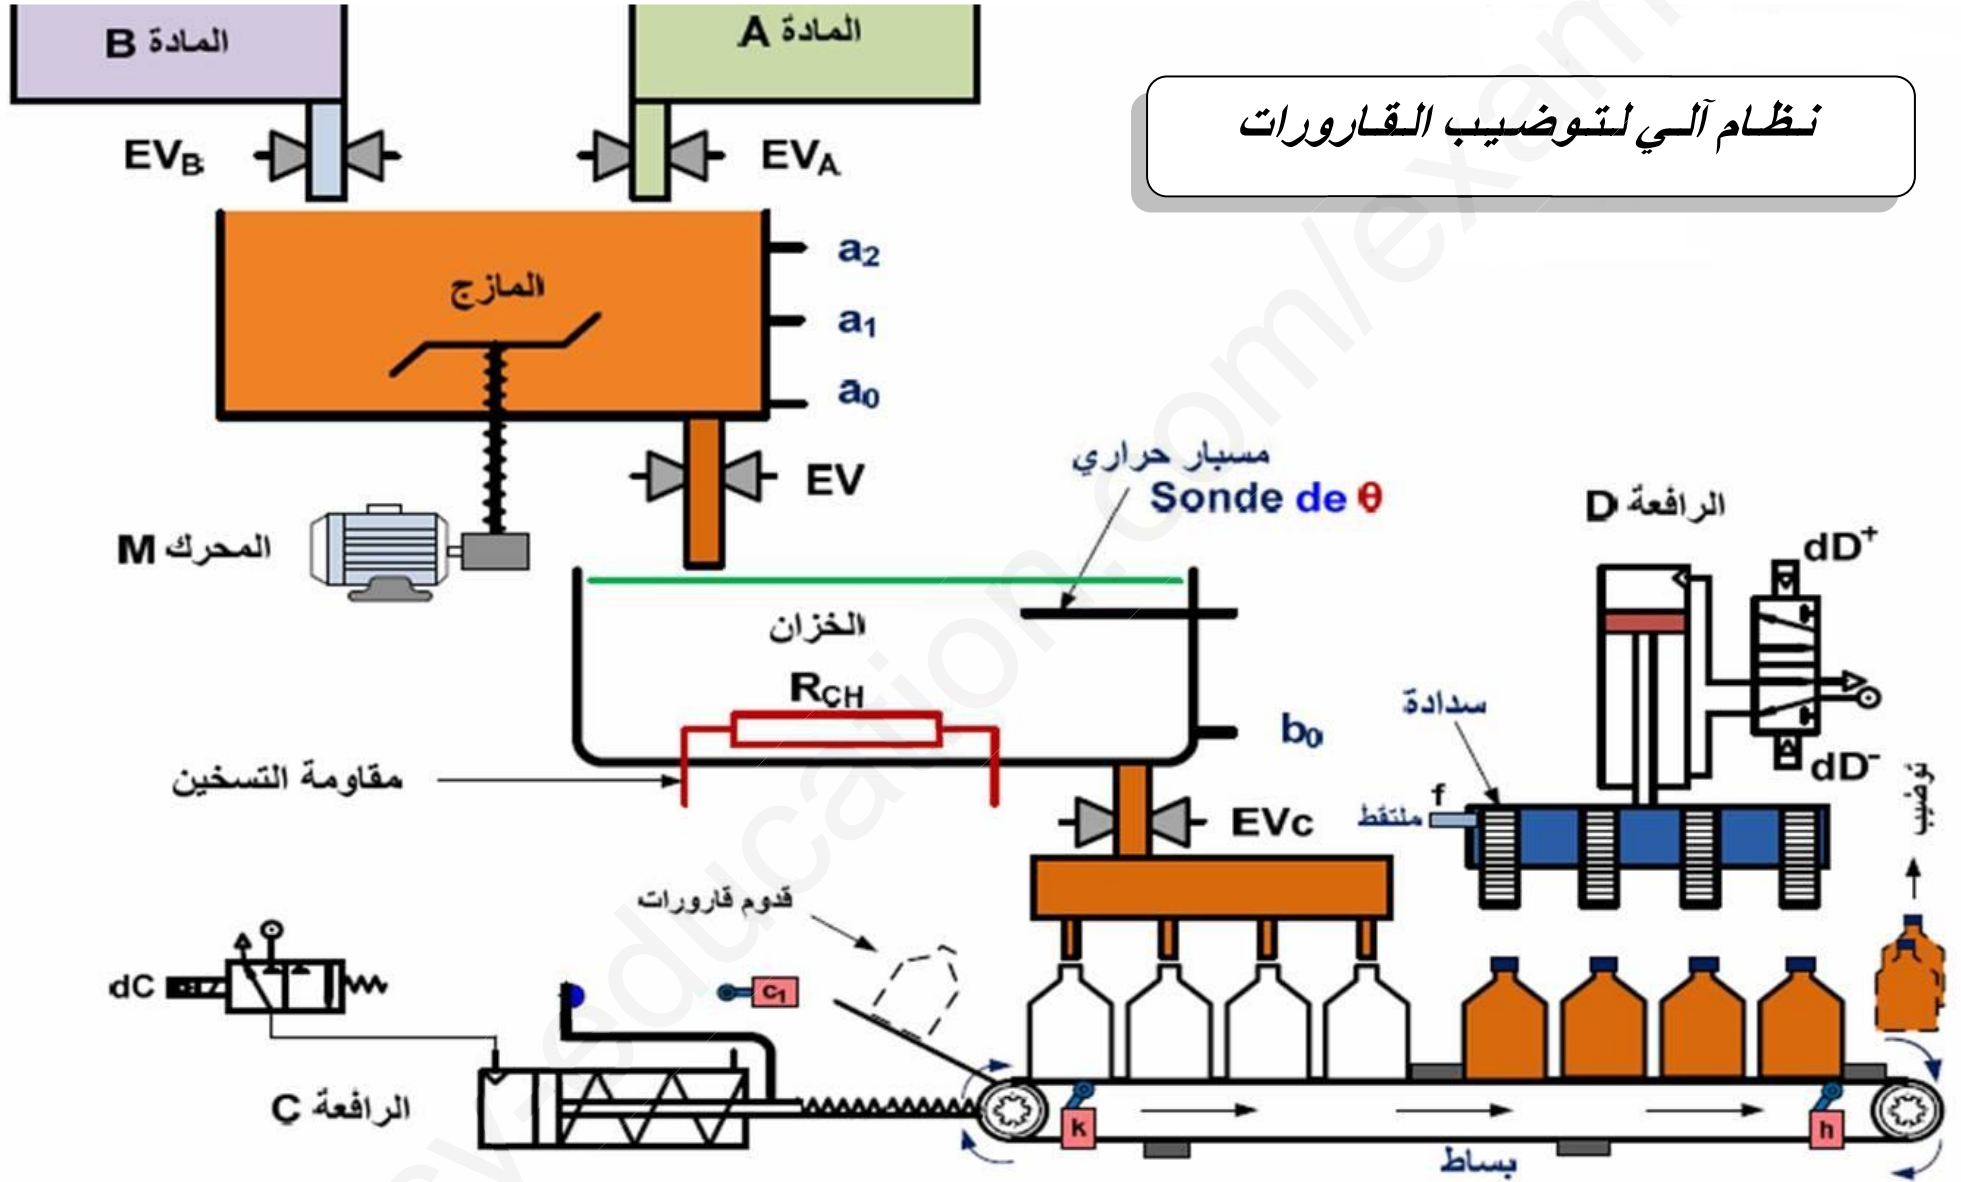 المادة B
المادة A
نظام آلي لتوضيب القارورات
EVB
EVA
a2
المازج
a1
a0
مسبار حراري
Sonde de θ
EV
الرافعة D
dD+
المحرك M
الخزان
RCH
سدادة
b0
مقاومة التسخين
dD-
توضيب
f
ملتقط
EVc
قدوم قارورات
dC
c1
الرافعة C
k
h
بساط